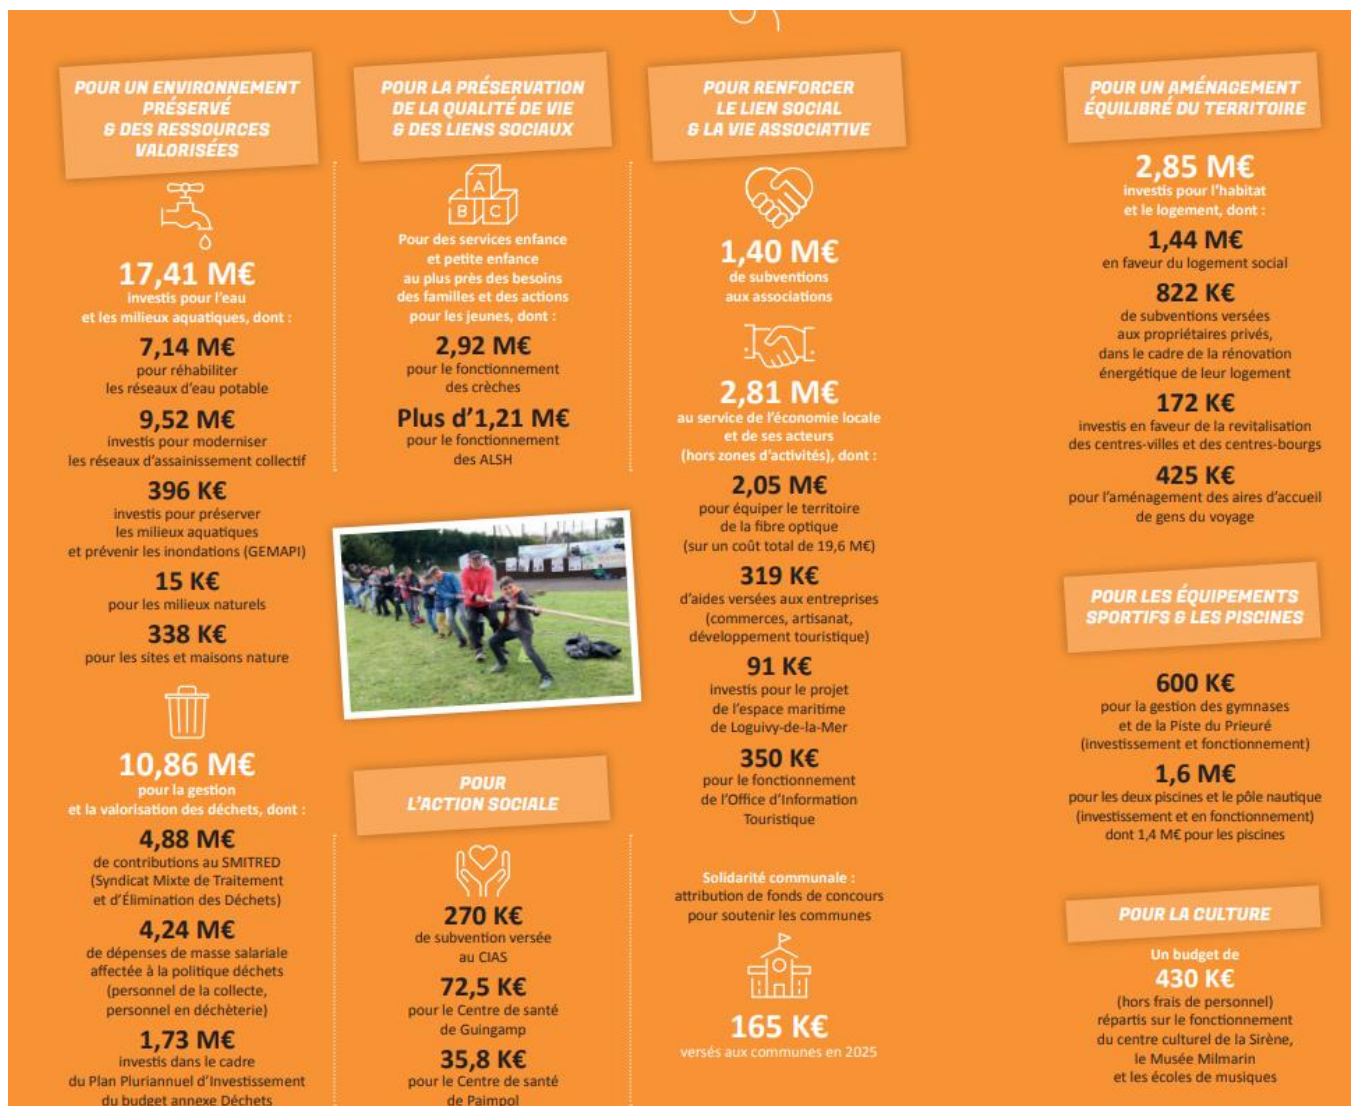 POUR UN ENVIRONNEMENT
PRÉSERVÉ
& DES RESSOURCES
VALORISÉES
17,41 M€
investis pour l'eau
et les milieux aquatiques, dont :
7,14 M€
pour réhabiliter
les réseaux d'eau potable
9,52 M€
investis pour moderniser
les réseaux d'assainissement collectif
396 K€
investis pour préserver
les milieux aquatiques
et prévenir les inondations (GEMAPI)
15 K€
pour les milieux naturels
338 K€
pour les sites et maisons nature
10,86 M€
pour la gestion
et la valorisation des déchets, dont :
4,88 M€
de contributions au SMITRED
(Syndicat Mixte de Traitement
et d'Élimination des Déchets)
4,24 M€
de dépenses de masse salariale
affectée à la politique déchets
(personnel de la collecte,
personnel en déchèterie)
1,73 M€
investis dans le cadre
du Plan Pluriannuel d'Investissement
du budget annexe Déchets
POUR LA PRÉSERVATION
DE LA QUALITÉ DE VIE
& DES LIENS SOCIAUX
A
B C
Pour des services enfance
et petite enfance
au plus près des besoins
des familles et des actions
pour les jeunes, dont :
2,92 M€
pour le fonctionnement
des crèches
Plus d'1,21 M€
pour le fonctionnement
des ALSH
POUR
L'ACTION SOCIALE
270 K€
de subvention versée
au CIAS
72,5 K€
pour le Centre de santé
de Guingamp
35,8 K€
pour le Centre de santé
de Paimpol
POUR RENFORCER
LE LIEN SOCIAL
& LA VIE ASSOCIATIVE
1,40 M€
de subventions
aux associations
2,81 M€
au service de l'économie locale
et de ses acteurs
(hors zones d'activités), dont :
2,05 M€
pour équiper le territoire
de la fibre optique
(sur un coût total de 19,6 M€)
319 K€
d'aides versées aux entreprises
(commerces, artisanat,
développement touristique)
91 K€
investis pour le projet
de l'espace maritime
de Loguivy-de-la-Mer
350 K€
pour le fonctionnement
de l'Office d'Information
Touristique
Solidarité communale :
attribution de fonds de concours
pour soutenir les communes
165 K€
versés aux communes en 2025
POUR UN AMÉNAGEMENT
ÉQUILIBRÉ DU TERRITOIRE
2,85 M€
investis pour l'habitat
et le logement, dont :
1,44 M€
en faveur du logement social
822 K€
de subventions versées
aux propriétaires privés,
dans le cadre de la rénovation
énergétique de leur logement
172 K€
investis en faveur de la revitalisation
des centres-villes et des centres-bourgs
425 K€
pour l'aménagement des aires d'accueil
de gens du voyage
POUR LES ÉQUIPEMENTS
SPORTIFS & LES PISCINES
600 K€
pour la gestion des gymnases
et de la Piste du Prieuré
(investissement et fonctionnement)
1,6 M€
pour les deux piscines et le pôle nautique
(investissement et en fonctionnement)
dont 1,4 M€ pour les piscines
POUR LA CULTURE
Un budget de
430 K€
(hors frais de personnel)
répartis sur le fonctionnement
du centre culturel de la Sirène,
le Musée Milmarin
et les écoles de musiques